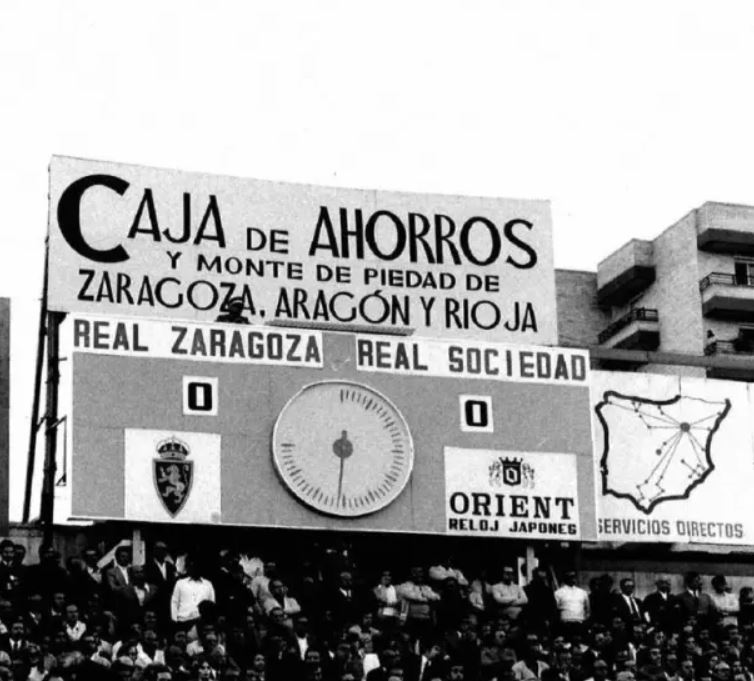 CAJA DE AHORROS
Y MONTE DE PIEDAD DE
ZARAGOZA, ARAGÓN Y RIOJA
REAL ZARAGOZA REAL SOCIEDAD
0 0
ORIENT
RELOJ JAPONES
SERVICIOS DIRECTOS